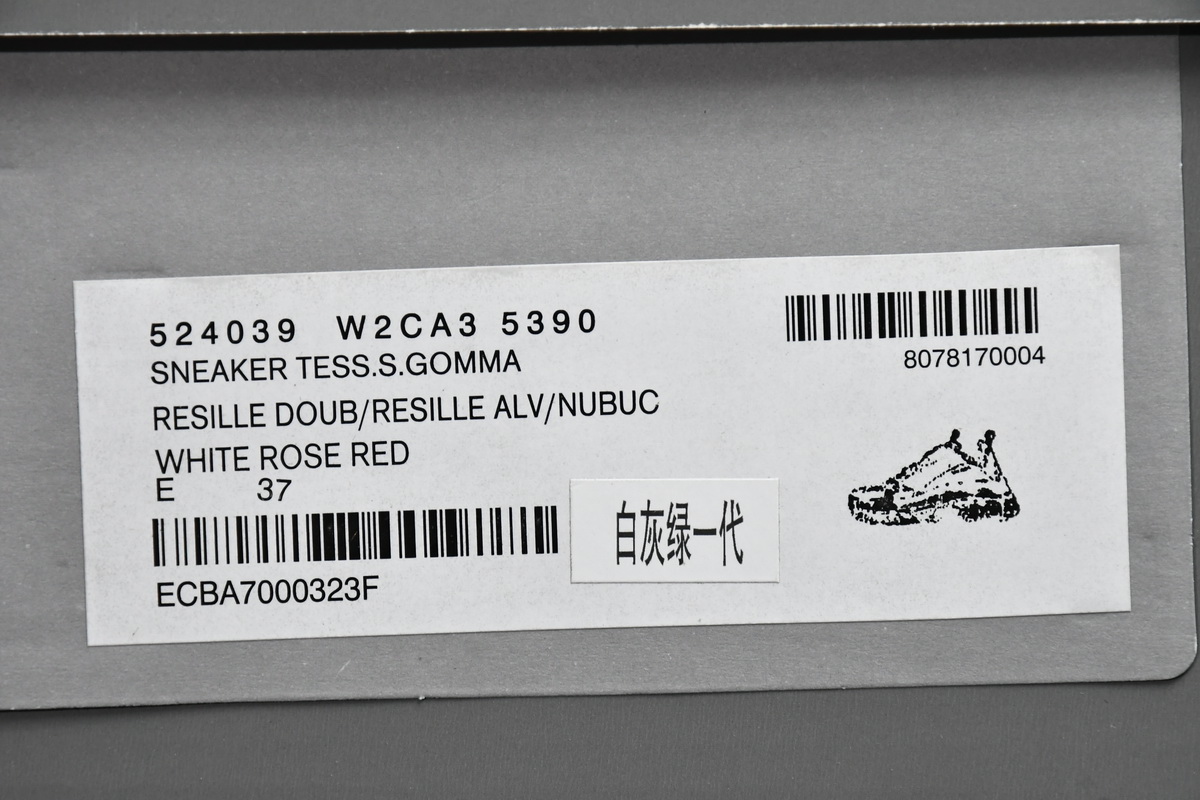 524039 W2CA3 5390
SNEAKER TESS.S.GOMMA
RESILLE DOUB/RESILLE ALV/NUBUC
WHITE ROSE RED
E 37
ECBA7000323F
白灰绿一代
8078170004